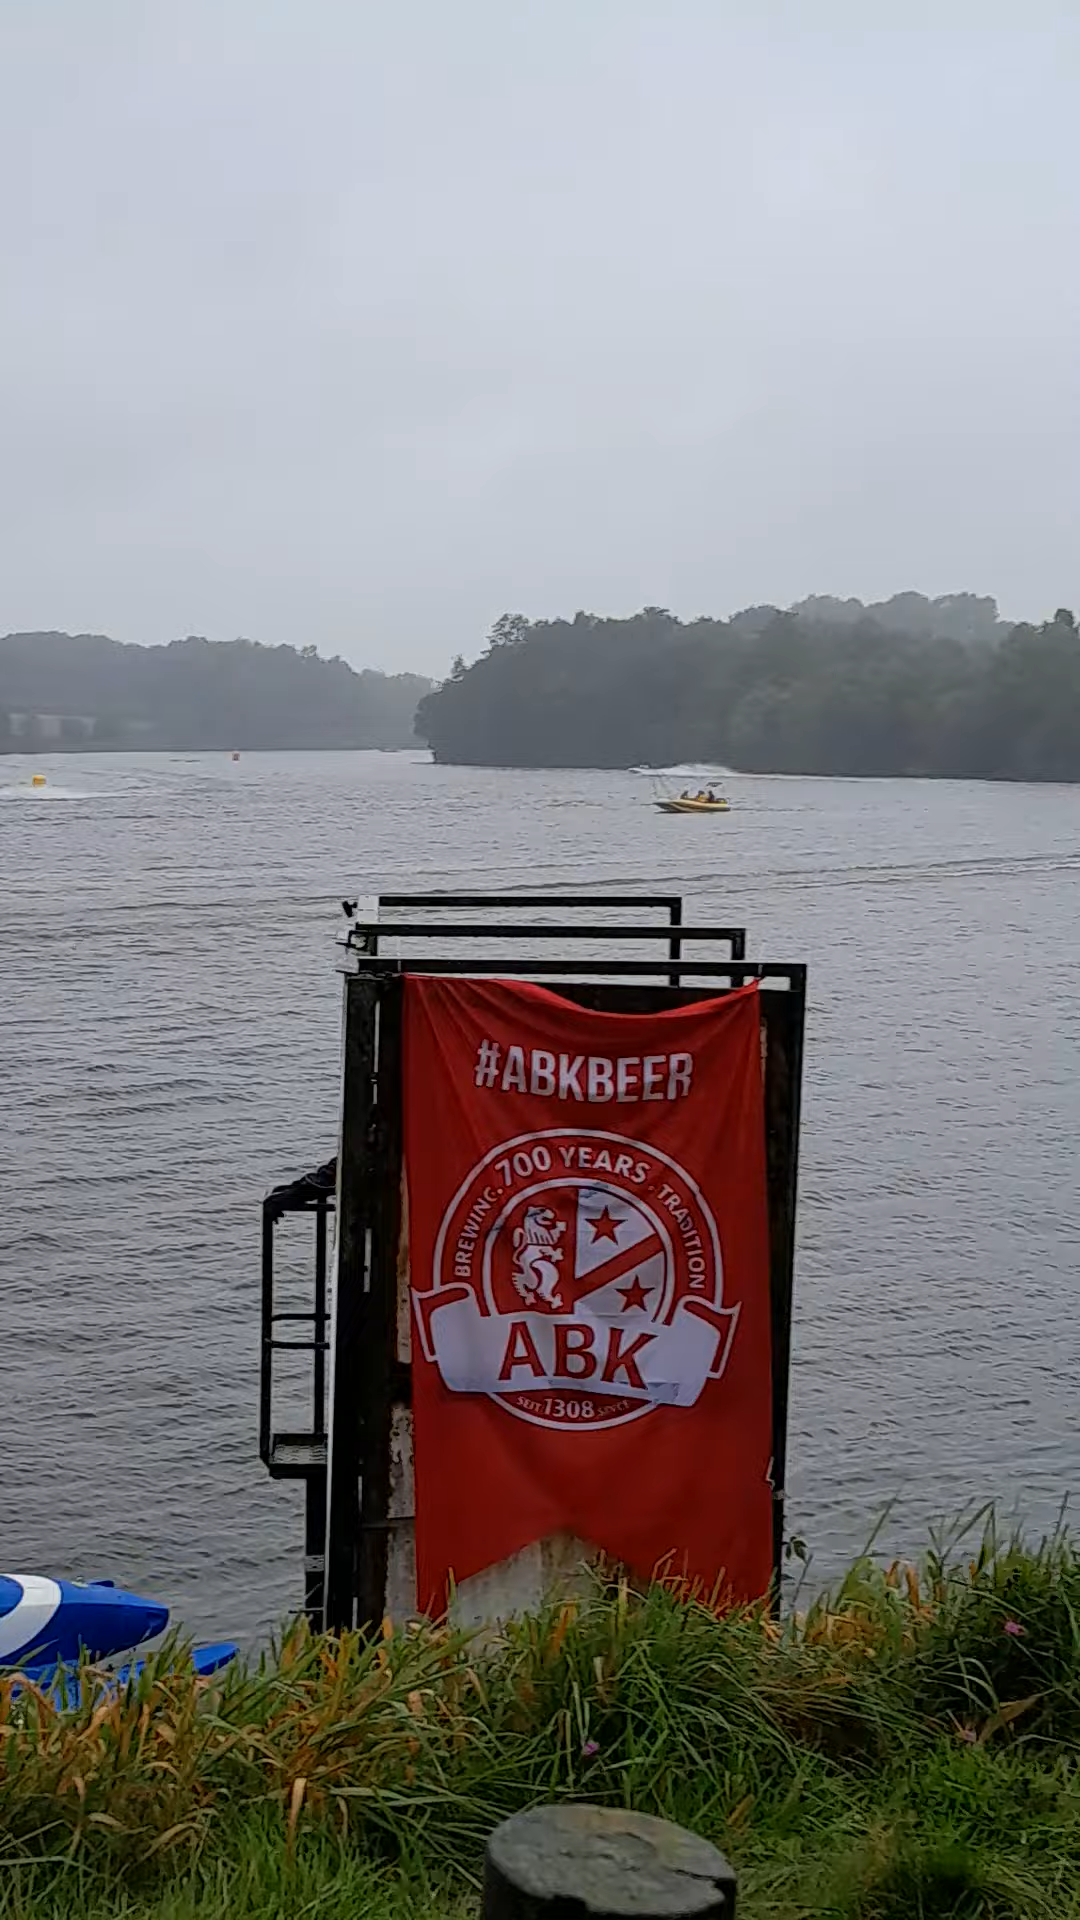 #ABKBEER
BREWING . 700 YEARS . TRADITION
ABK
SEIT 1308 SINCE